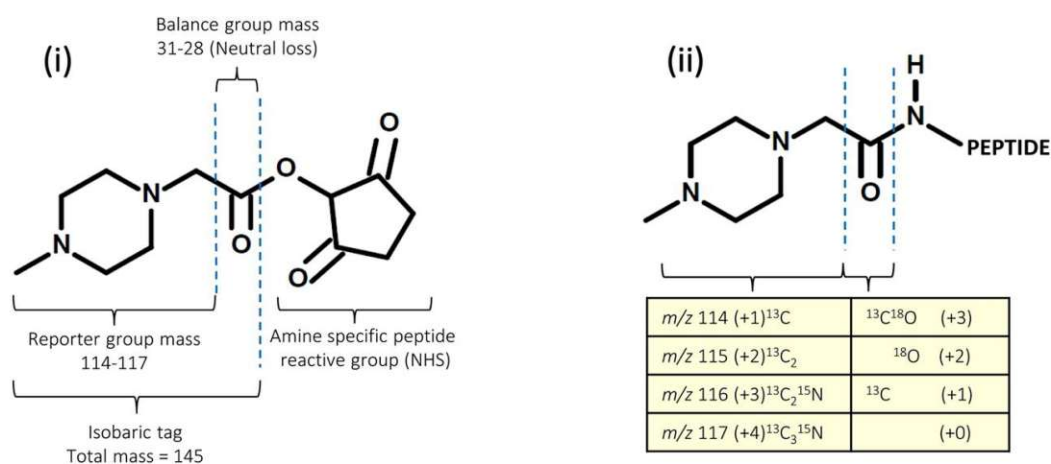 Balance group mass
31-28 (Neutral loss)
(i)
O
N
O
N
O
O
Reporter group mass
114-117
Amine specific peptide
reactive group (NHS)
Isobaric tag
Total mass = 145
(ii)
H
N
N
PEPTIDE
N
O
m/z 114 (+1)¹³C ¹³C¹⁸O (+3)
m/z 115 (+2)¹³C₂ ¹⁸O (+2)
m/z 116 (+3)¹³C₂¹⁵N ¹³C (+1)
m/z 117 (+4)¹³C₃¹⁵N (+0)